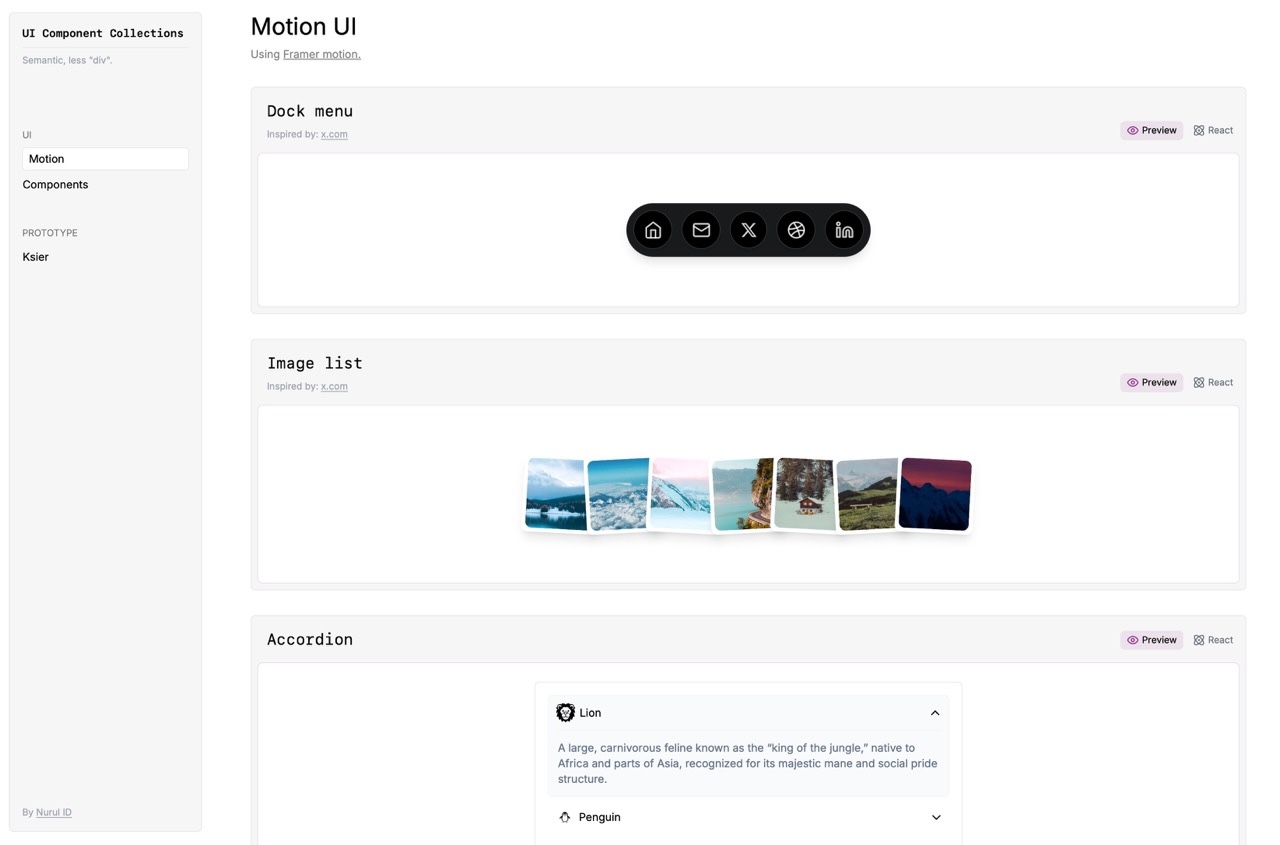 UI Component Collections
Semantic, less "div".
UI
Motion
Components
PROTOTYPE
Ksier
By Nurul ID
Motion UI
Using Framer motion.
Dock menu
Inspired by: x.com
Preview
React
Image list
Inspired by: x.com
Preview
React
Accordion
Preview
React
Lion
A large, carnivorous feline known as the “king of the jungle,” native to
Africa and parts of Asia, recognized for its majestic mane and social pride
structure.
Penguin